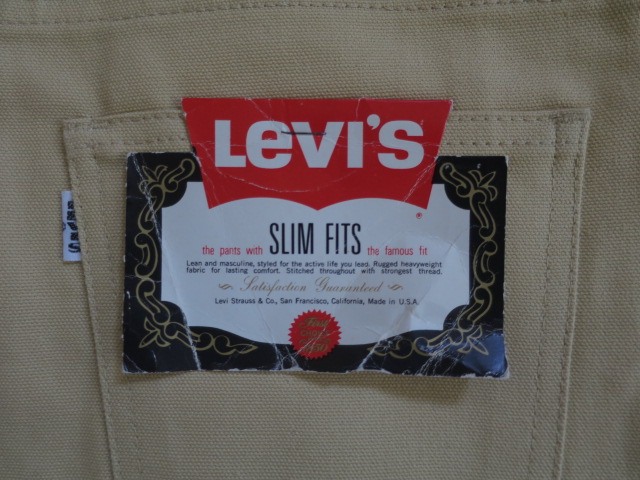 LEVI'S
®
the pants with SLIM FITS the famous fit
Lean and masculine, styled for the active life you lead. Rugged heavyweight
fabric for lasting comfort. Stitched throughout with strongest thread.
Satisfaction Guaranteed
Levi Strauss & Co., San Francisco, California, Made in U.S.A.
LEVI'S